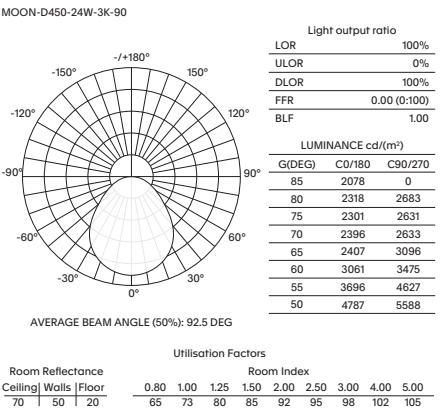 MOON-D450-24W-3K-90
-/+180°
-150° 150°
-120° 120°
-90° 90°
-60° 60°
-30° 30°
0°
AVERAGE BEAM ANGLE (50%): 92.5 DEG
Light output ratio
LOR 100%
ULOR 0%
DLOR 100%
FFR 0.00 (0:100)
BLF 1.00
LUMINANCE cd/(m²)
G(DEG) C0/180 C90/270
85 2078 0
80 2318 2683
75 2301 2631
70 2396 2633
65 2407 3096
60 3061 3475
55 3696 4627
50 4787 5588
Utilisation Factors
Room Reflectance Room Index
Ceiling Walls Floor 0.80 1.00 1.25 1.50 2.00 2.50 3.00 4.00 5.00
70 50 20 65 73 80 85 92 95 98 102 105